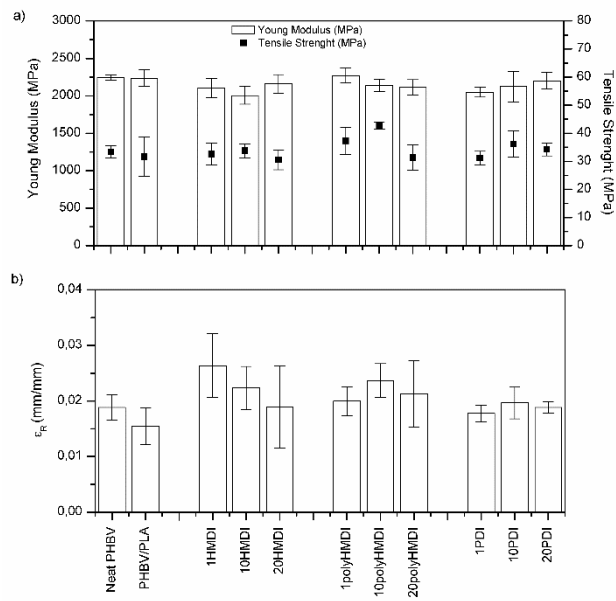 a)
Young Modulus (MPa)
3000
2500
2000
1500
1000
500
0
Young Modulus (MPa)
Tensile Strenght (MPa)
80
70
60
50
40
30
20
10
0
Tensile Strenght (MPa)
b)
εR (mm/mm)
0,04
0,03
0,02
0,01
0,00
Neat PHBV
PHBV/PLA
1HMDI
10HMDI
20HMDI
1polyHMDI
10polyHMDI
20polyHMDI
1PDI
10PDI
20PDI